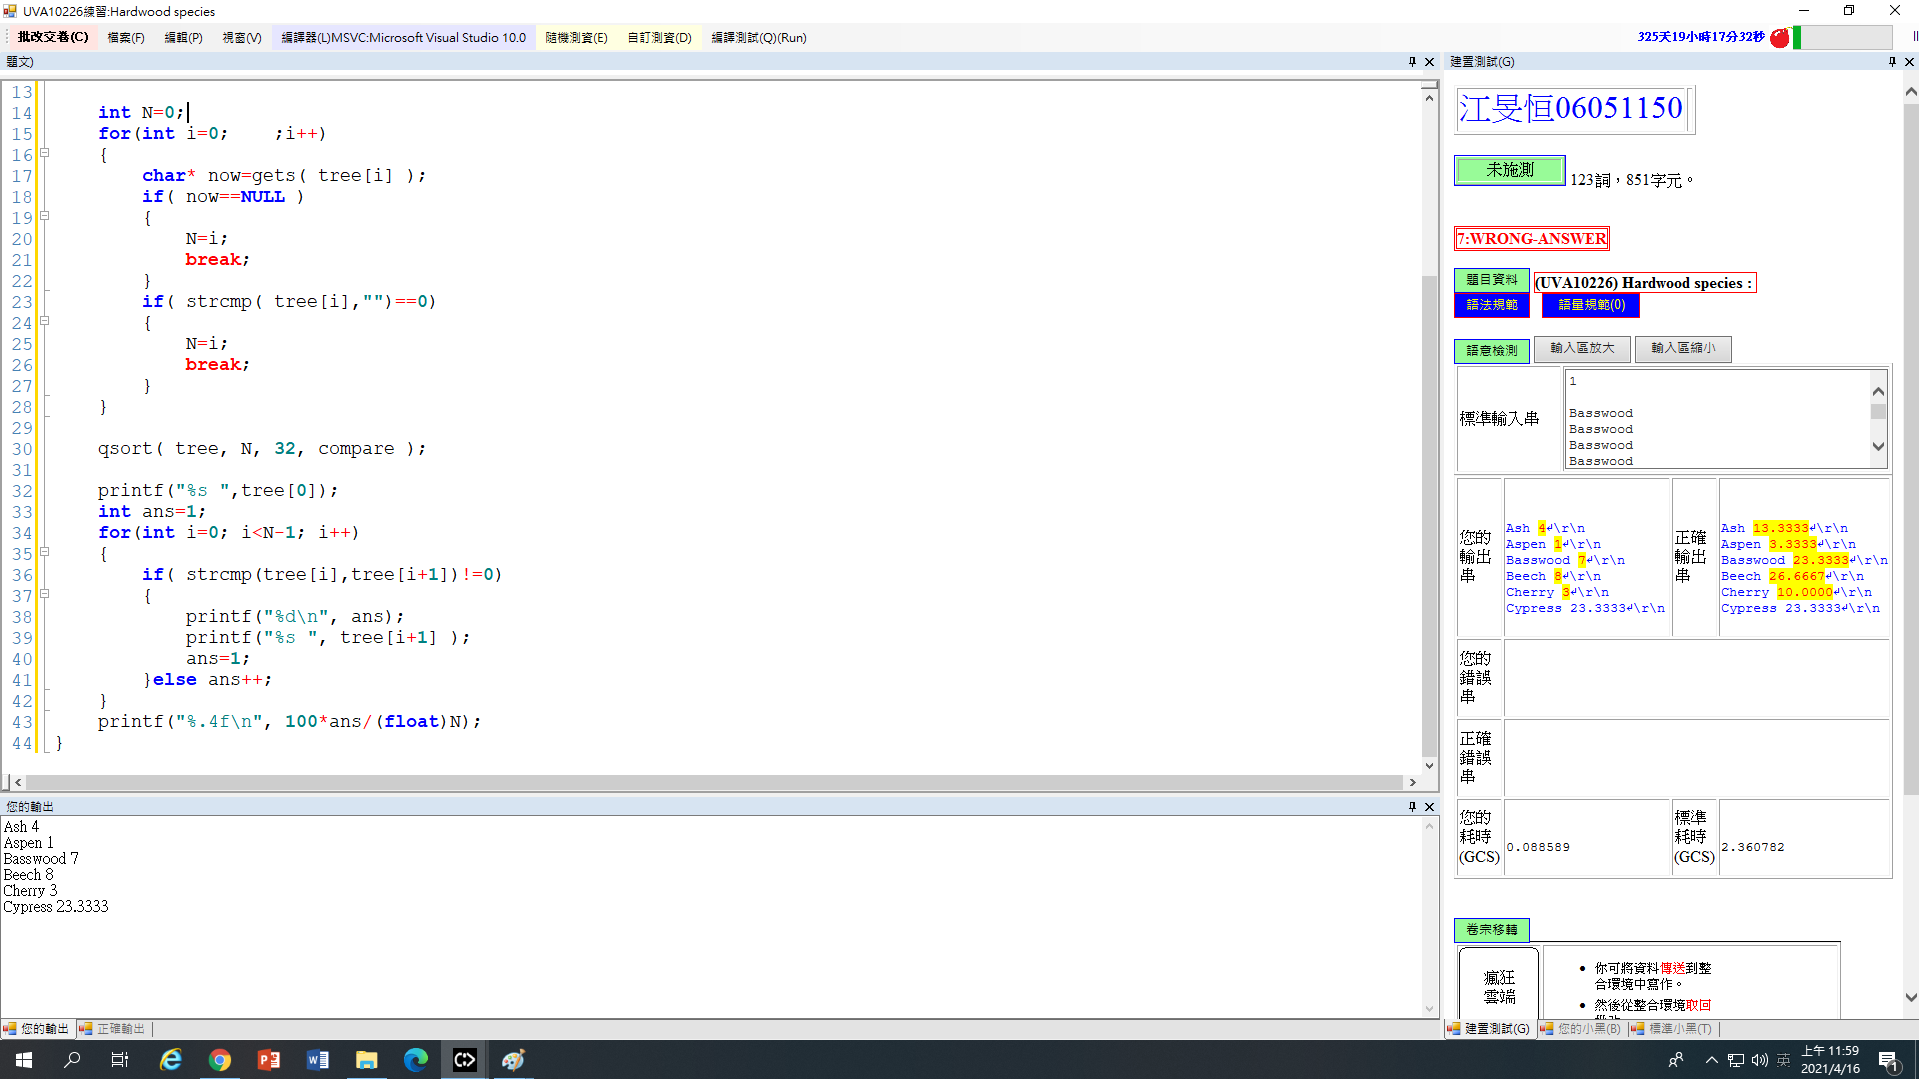 UVA10226練習:Hardwood species
批改交卷(C) 檔案(F) 編輯(P) 視窗(V) 編譯器(L)MSVC:Microsoft Visual Studio 10.0 隨機測資(E) 自訂測資(D) 編譯測試(Q)(Run) 325天19小時17分32秒
題文)
13
14 int N=0;
15 for(int i=0; ;i++)
16 {
17 char* now=gets( tree[i] );
18 if( now==NULL )
19 {
20 N=i;
21 break;
22 }
23 if( strcmp( tree[i],"")==0)
24 {
25 N=i;
26 break;
27 }
28 }
29
30 qsort( tree, N, 32, compare );
31
32 printf("%s ",tree[0]);
33 int ans=1;
34 for(int i=0; i<N-1; i++)
35 {
36 if( strcmp(tree[i],tree[i+1])!=0)
37 {
38 printf("%d\n", ans);
39 printf("%s ", tree[i+1] );
40 ans=1;
41 }else ans++;
42 }
43 printf("%.4f\n", 100*ans/(float)N);
44 }
您的輸出
Ash 4
Aspen 1
Basswood 7
Beech 8
Cherry 3
Cypress 23.3333
您的輸出 正確輸出
建置測試(G)
江旻恒06051150
未施測 123詞，851字元。
7:WRONG-ANSWER
題目資料 (UVA10226) Hardwood species :
語法規範 語量規範(0)
語意檢測 輸入區放大 輸入區縮小
標準輸入串
1
Basswood
Basswood
Basswood
Basswood
您的輸出串
Ash 4↵\r\n
Aspen 1↵\r\n
Basswood 7↵\r\n
Beech 8↵\r\n
Cherry 3↵\r\n
Cypress 23.3333↵\r\n
正確輸出串
Ash 13.3333↵\r\n
Aspen 3.3333↵\r\n
Basswood 23.3333↵\r\n
Beech 26.6667↵\r\n
Cherry 10.0000↵\r\n
Cypress 23.3333↵\r\n
您的錯誤串
正確錯誤串
您的耗時(GCS) 0.088589 標準耗時(GCS) 2.360782
卷宗移轉
瘋狂雲端
• 你可將資料傳送到整
合環境中寫作。
• 然後從整合環境取回
建置測試(G) 您的小黑(B) 標準小黑(T)
英 上午 11:59
2021/4/16
1